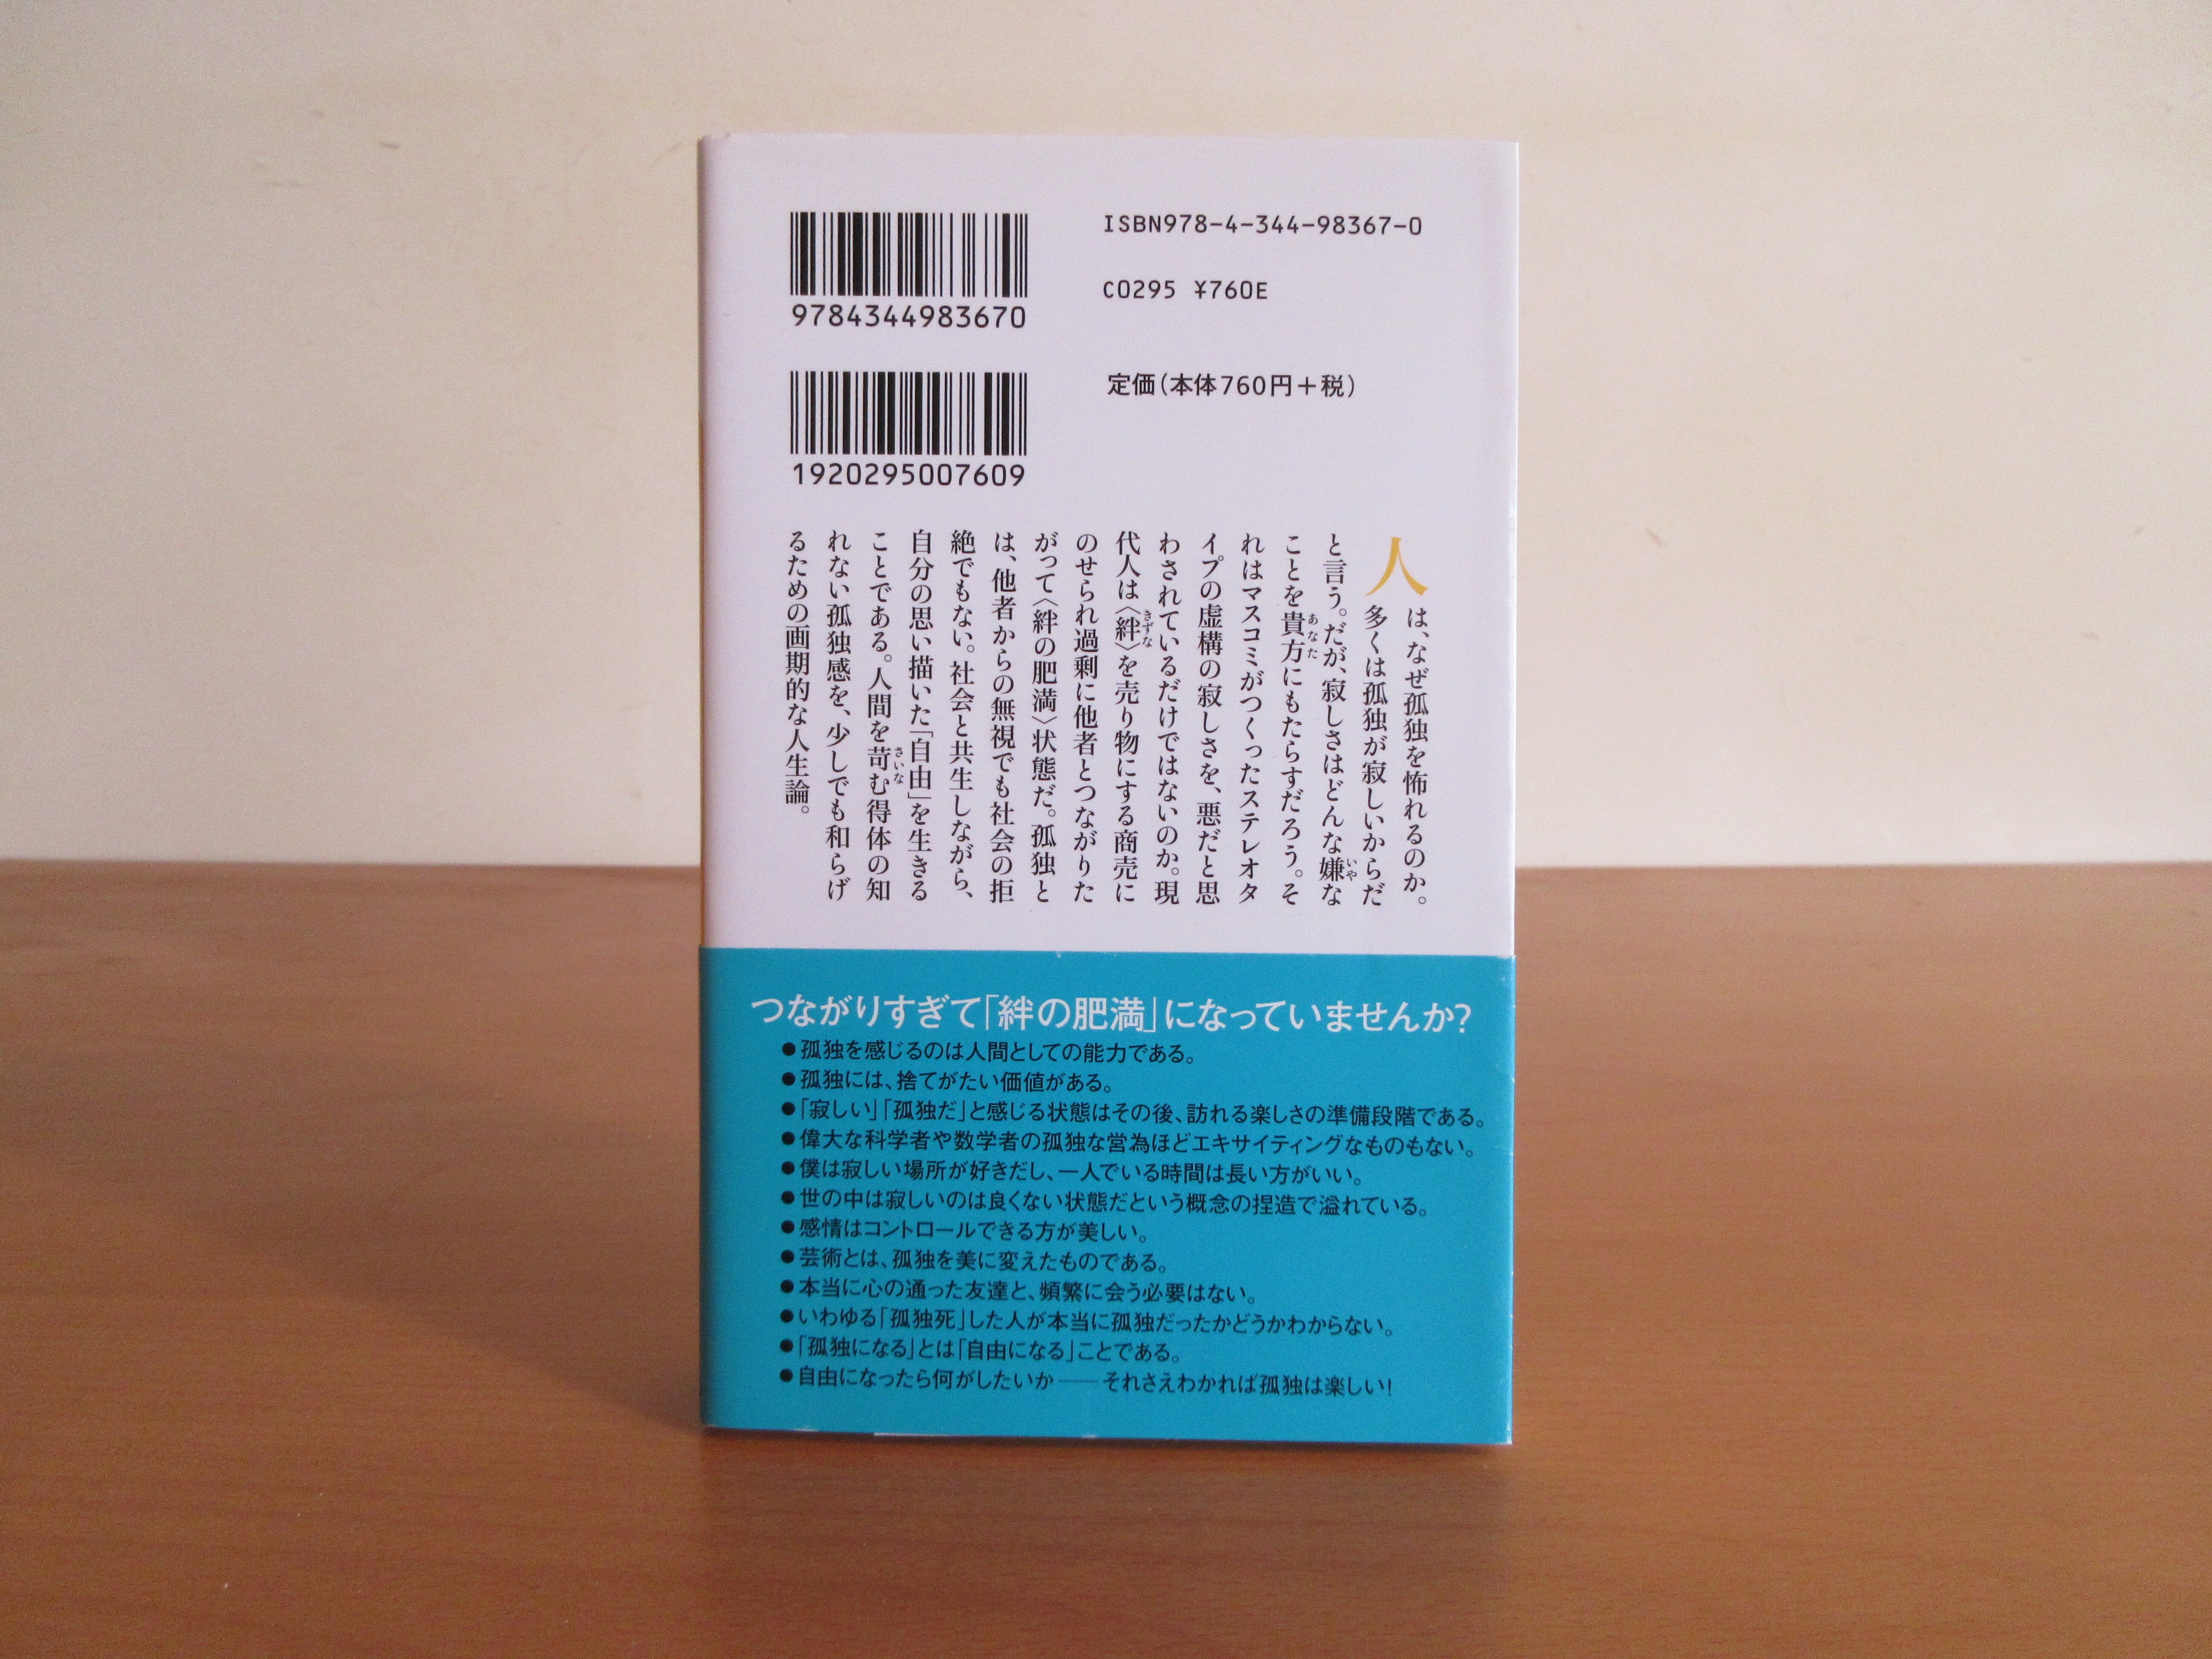 9784344983670
1920295007609
ISBN978-4-344-98367-0
C0295 ¥760E
定価(本体760円+税)
人は、なぜ孤独を怖れるのか。
多くは孤独が寂しいからだ
と言う。だが、寂しさはどんな嫌な
ことを貴方にもたらすだろう。そ
れはマスコミがつくったステレオタ
イプの虚構の寂しさを、悪だと思
わされているだけではないのか。現
代人は〈絆〉を売り物にする商売に
のせられ過剰に他者とつながりた
がって〈絆の肥満〉状態だ。孤独と
は、他者からの無視でも社会の拒
絶でもない。社会と共生しながら、
自分の思い描いた「自由」を生きる
ことである。人間を苛む得体の知
れない孤独感を、少しでも和らげ
るための画期的な人生論。
いや
あなた
きずな
さいな
つながりすぎて「絆の肥満」になっていませんか?
●孤独を感じるのは人間としての能力である。
●孤独には、捨てがたい価値がある。
●「寂しい」「孤独だ」と感じる状態はその後、訪れる楽しさの準備段階である。
●偉大な科学者や数学者の孤独な営為ほどエキサイティングなものもない。
●僕は寂しい場所が好きだし、一人でいる時間は長い方がいい。
●世の中は寂しいのは良くない状態だという概念の捏造で溢れている。
●感情はコントロールできる方が美しい。
●芸術とは、孤独を美に変えたものである。
●本当に心の通った友達と、頻繁に会う必要はない。
●いわゆる「孤独死」した人が本当に孤独だったかどうかわからない。
●「孤独になる」とは「自由になる」ことである。
●自由になったら何がしたいか——それさえわかれば孤独は楽しい!